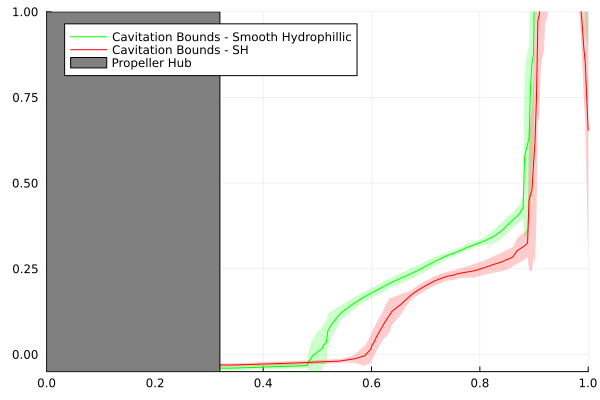 1.00
Cavitation Bounds - Smooth Hydrophillic
Cavitation Bounds - SH
Propeller Hub
0.75
0.50
0.25
0.00
0.0 0.2 0.4 0.6 0.8 1.0